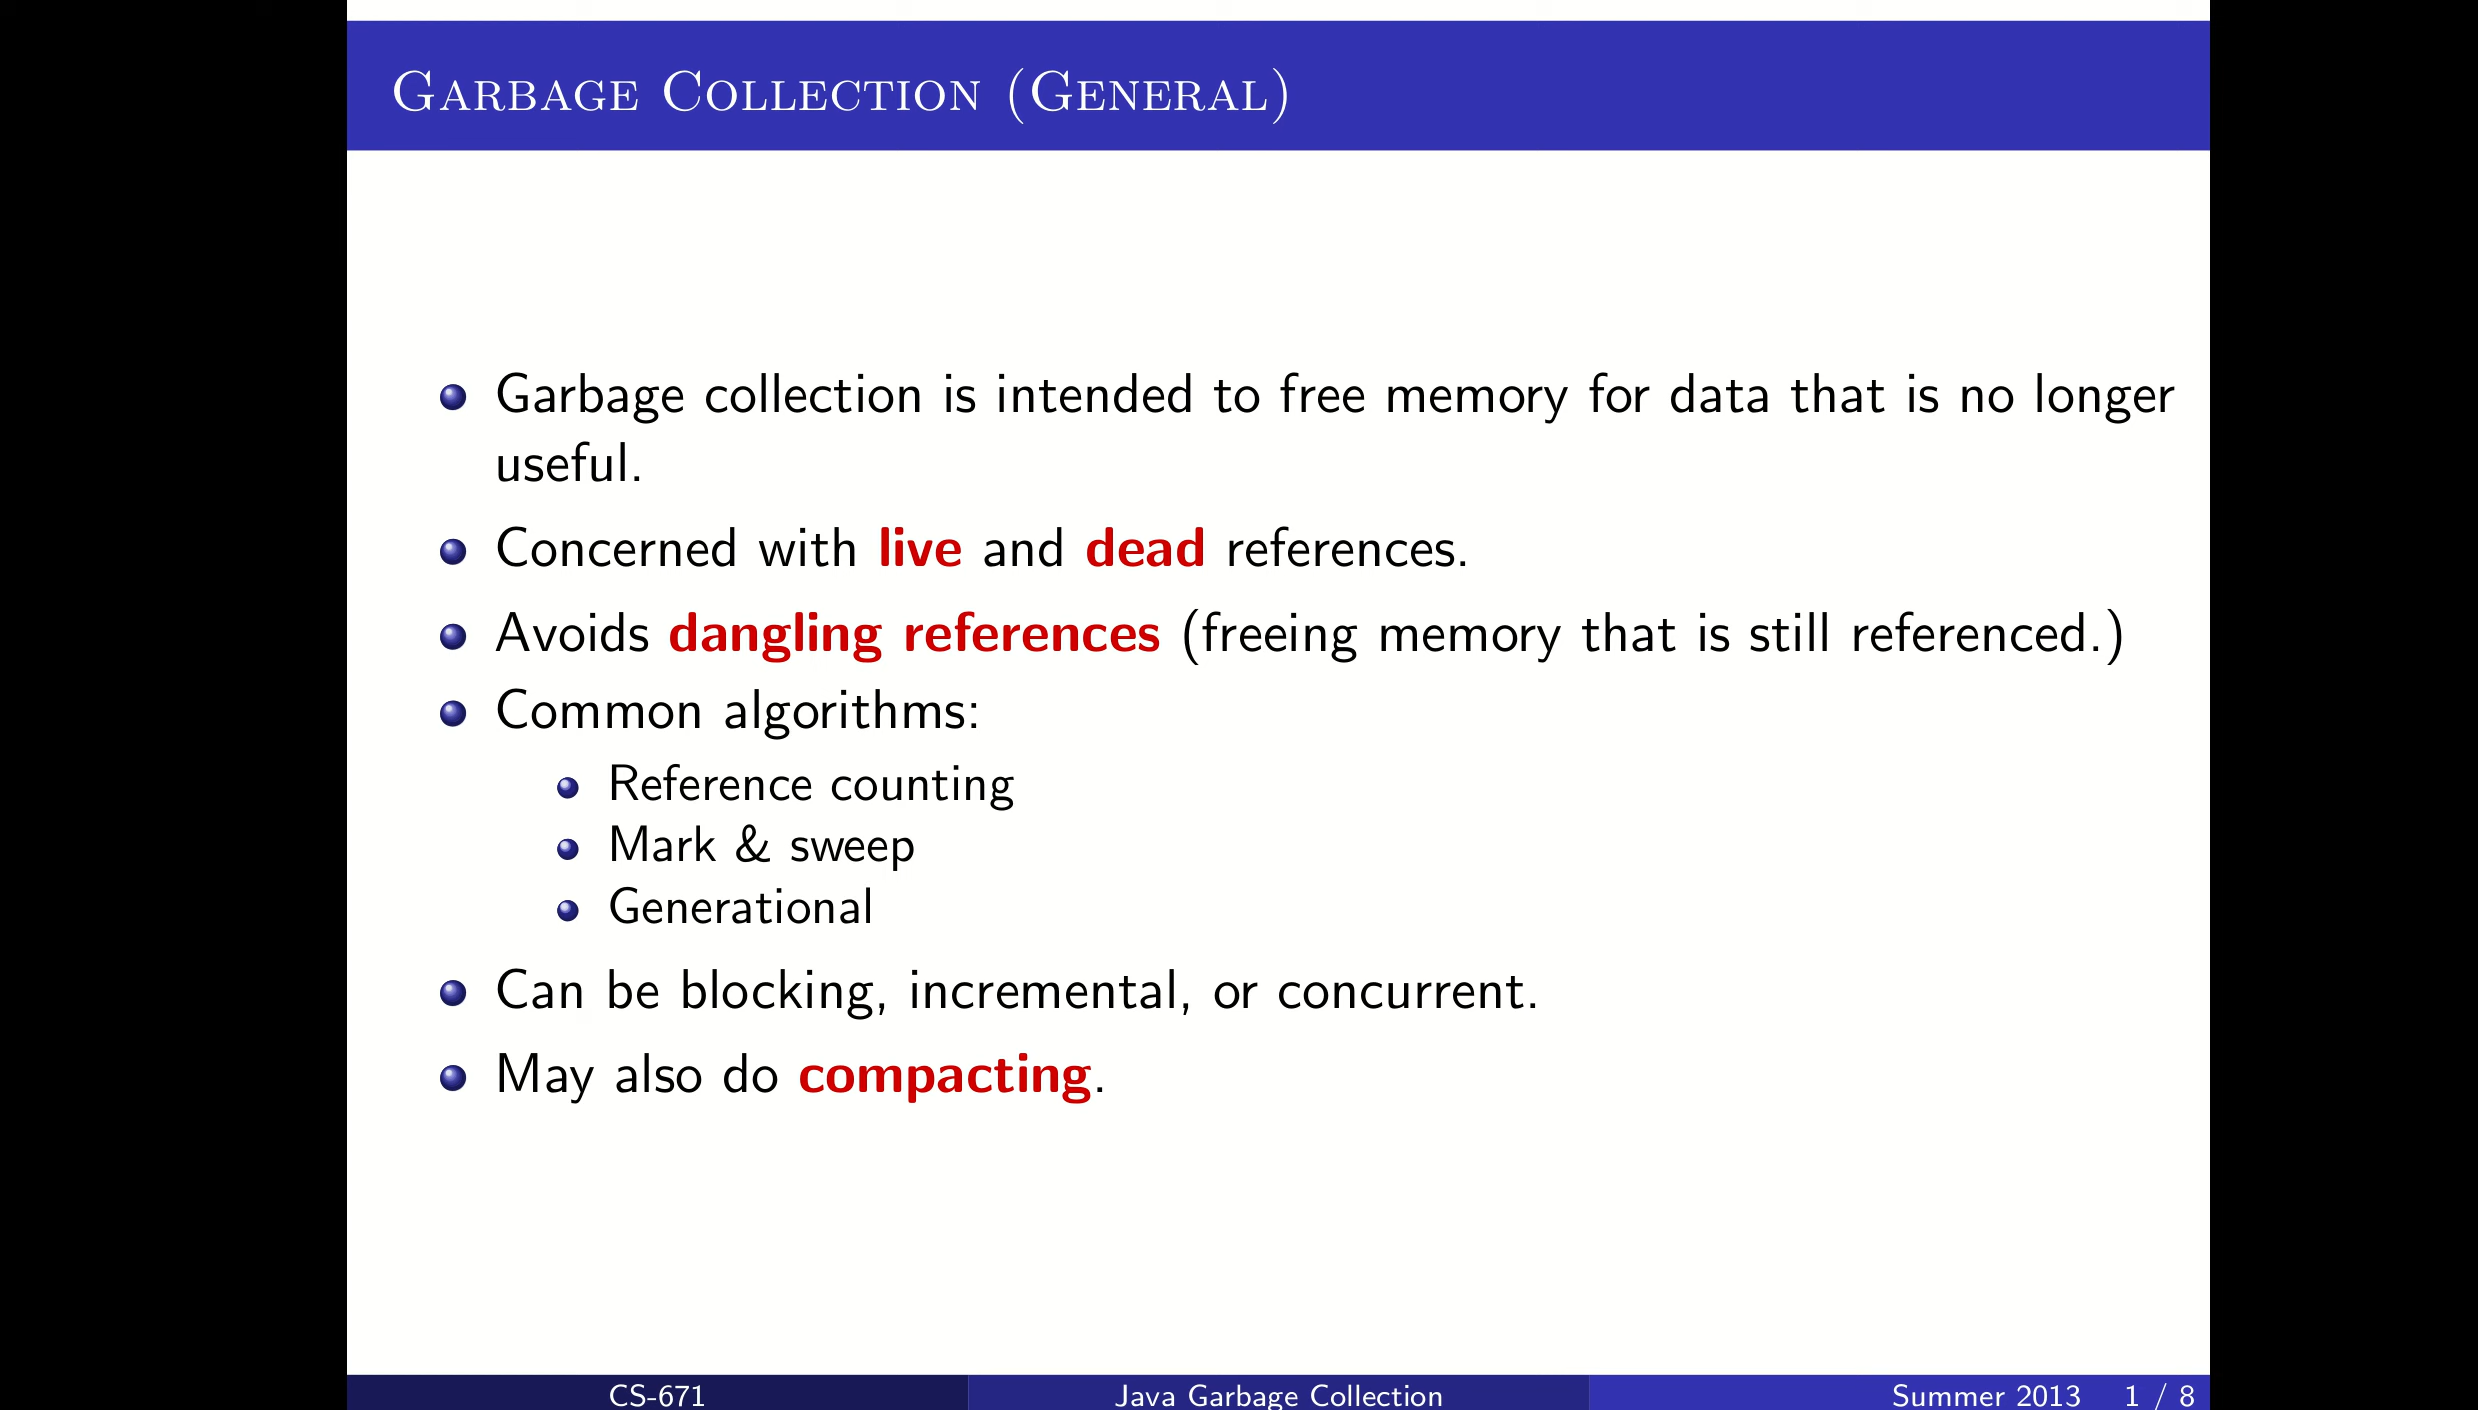 Garbage Collection (General)
Garbage collection is intended to free memory for data that is no longer
useful.
Concerned with live and dead references.
Avoids dangling references (freeing memory that is still referenced.)
Common algorithms:
Reference counting
Mark & sweep
Generational
Can be blocking, incremental, or concurrent.
May also do compacting.
CS-671 Java Garbage Collection Summer 2013 1 / 8